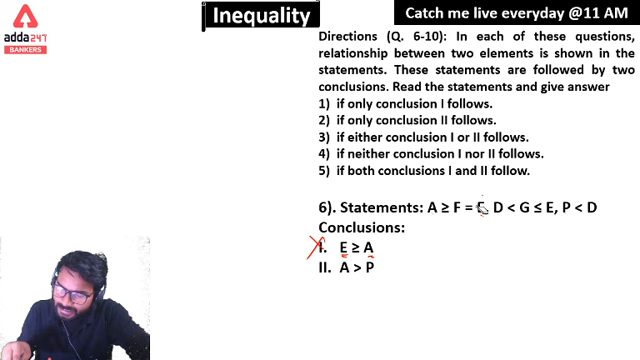 Inequality
Catch me live everyday @11 AM
adda247
BANKERS
Directions (Q. 6-10): In each of these questions,
relationship between two elements is shown in the
statements. These statements are followed by two
conclusions. Read the statements and give answer
1) if only conclusion I follows.
2) if only conclusion II follows.
3) if either conclusion I or II follows.
4) if neither conclusion I nor II follows.
5) if both conclusions I and II follow.
6). Statements: A ≥ F = E, D < G ≤ E, P < D
Conclusions:
I. E ≥ A
II. A > P